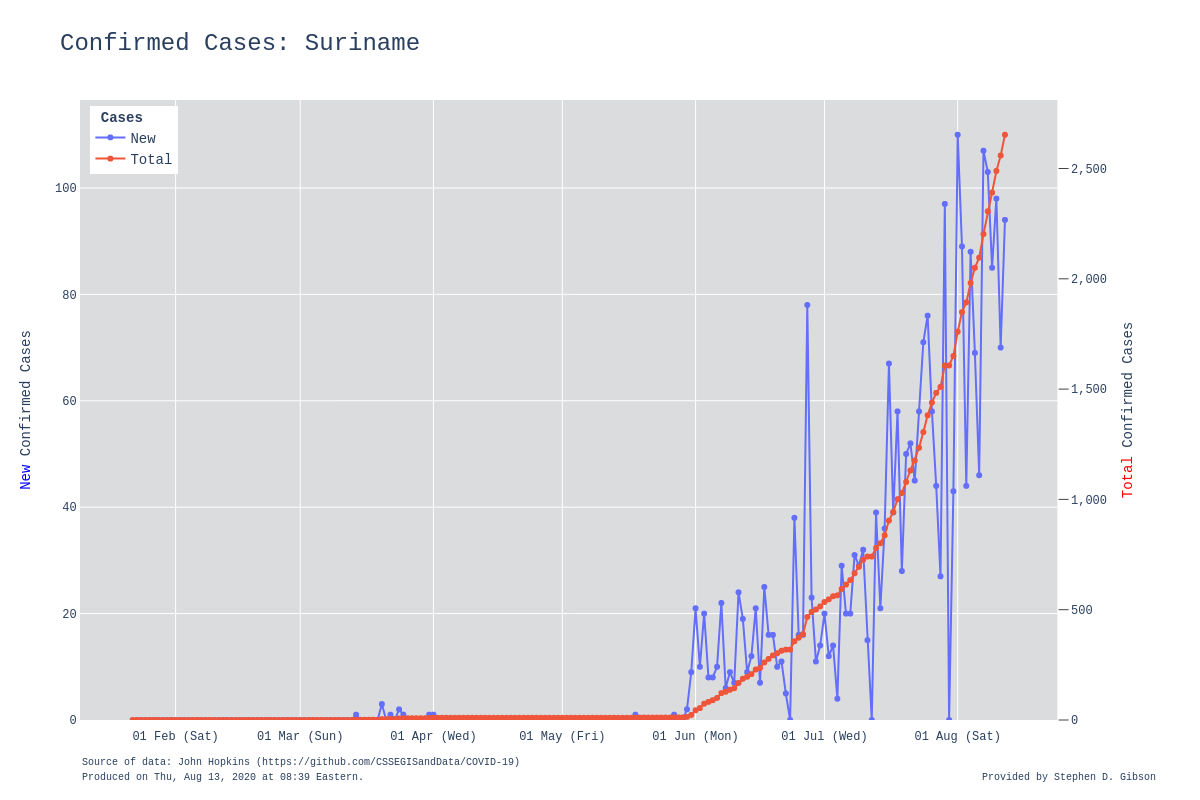 Confirmed Cases: Suriname
Cases
New
Total
100
80
60
40
20
0
2,500
2,000
1,500
1,000
500
0
New Confirmed Cases
Total Confirmed Cases
01 Feb (Sat)
01 Mar (Sun)
01 Apr (Wed)
01 May (Fri)
01 Jun (Mon)
01 Jul (Wed)
01 Aug (Sat)
Source of data: John Hopkins (https://github.com/CSSEGISandData/COVID-19)
Produced on Thu, Aug 13, 2020 at 08:39 Eastern.
Provided by Stephen D. Gibson